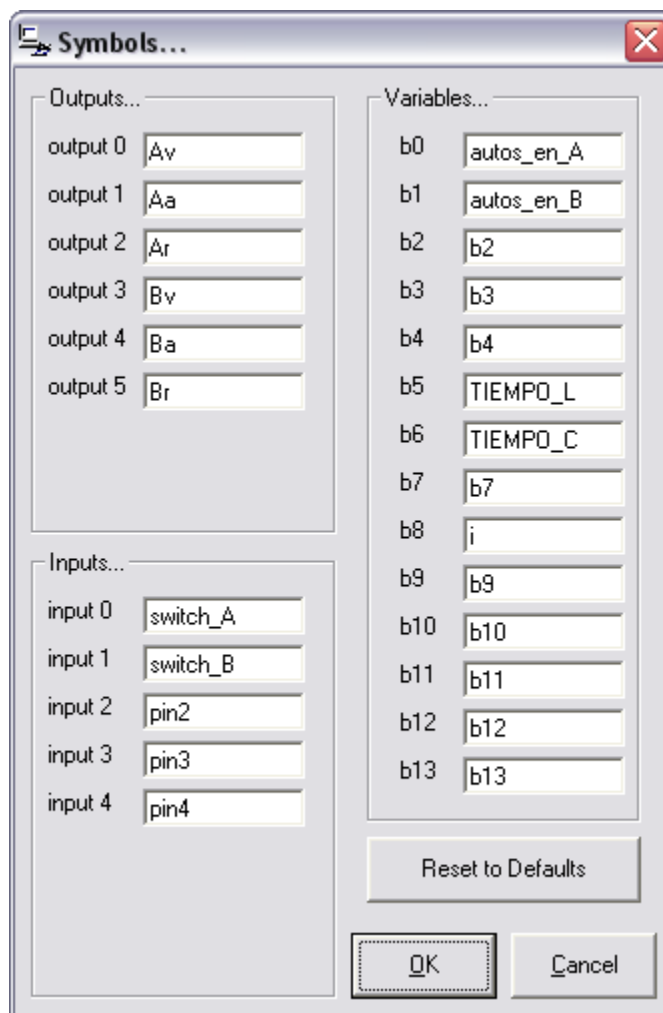 Symbols...
Outputs...
output 0 Av
output 1 Aa
output 2 Ar
output 3 Bv
output 4 Ba
output 5 Br
Inputs...
input 0 switch_A
input 1 switch_B
input 2 pin2
input 3 pin3
input 4 pin4
Variables...
b0 autos_en_A
b1 autos_en_B
b2 b2
b3 b3
b4 b4
b5 TIEMPO_L
b6 TIEMPO_C
b7 b7
b8 i
b9 b9
b10 b10
b11 b11
b12 b12
b13 b13
Reset to Defaults
OK Cancel